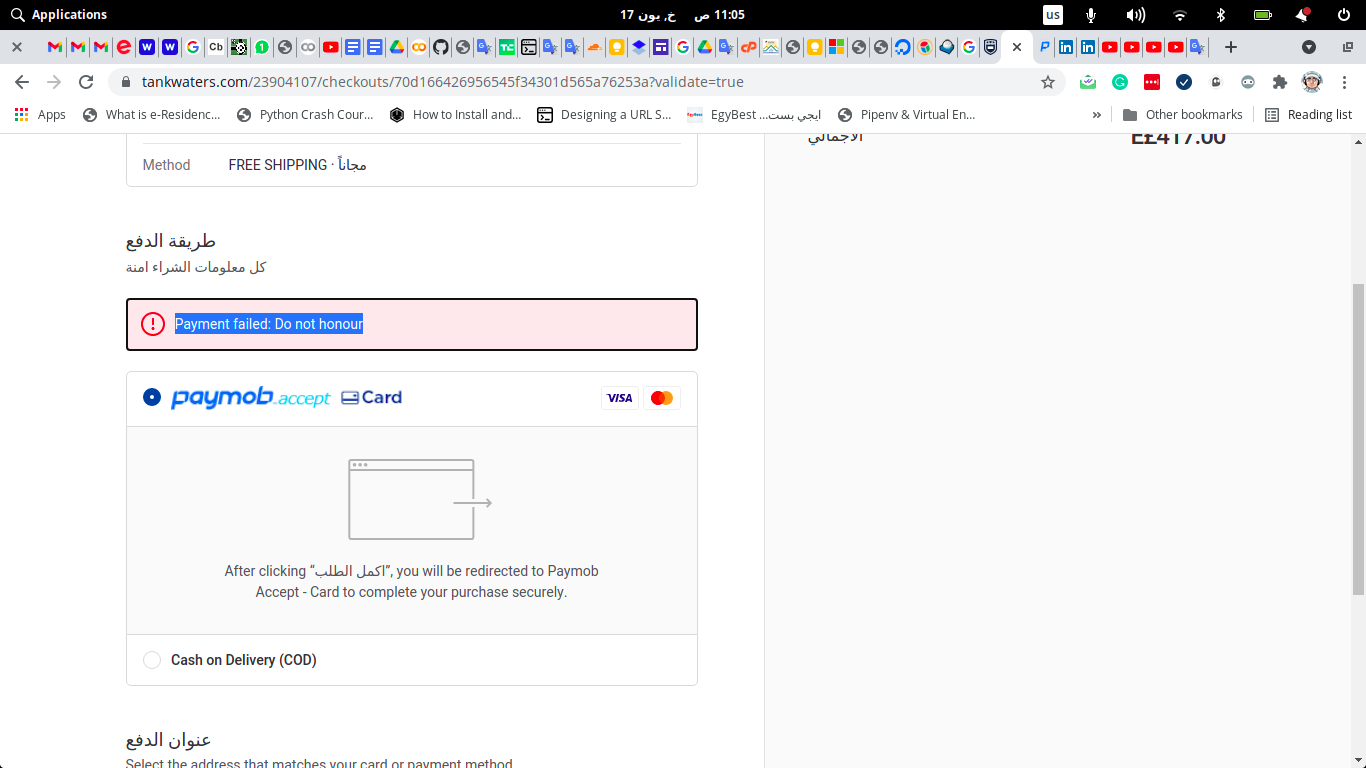 Applications
خ, يون 17 11:05 ص
us
tankwaters.com/23904107/checkouts/70d166426956545f34301d565a76253a?validate=true
Apps
What is e-Residenc...
Python Crash Cour...
How to Install and...
Designing a URL S...
EgyBest ...ايجي بست
Pipenv & Virtual En...
»
Other bookmarks
Reading list
الاجمالي
E£417.00
Method FREE SHIPPING · مجاناً
طريقة الدفع
كل معلومات الشراء امنة
Payment failed: Do not honour
paymob accept Card VISA
After clicking “اكمل الطلب”, you will be redirected to Paymob
Accept - Card to complete your purchase securely.
Cash on Delivery (COD)
عنوان الدفع
Select the address that matches your card or payment method.